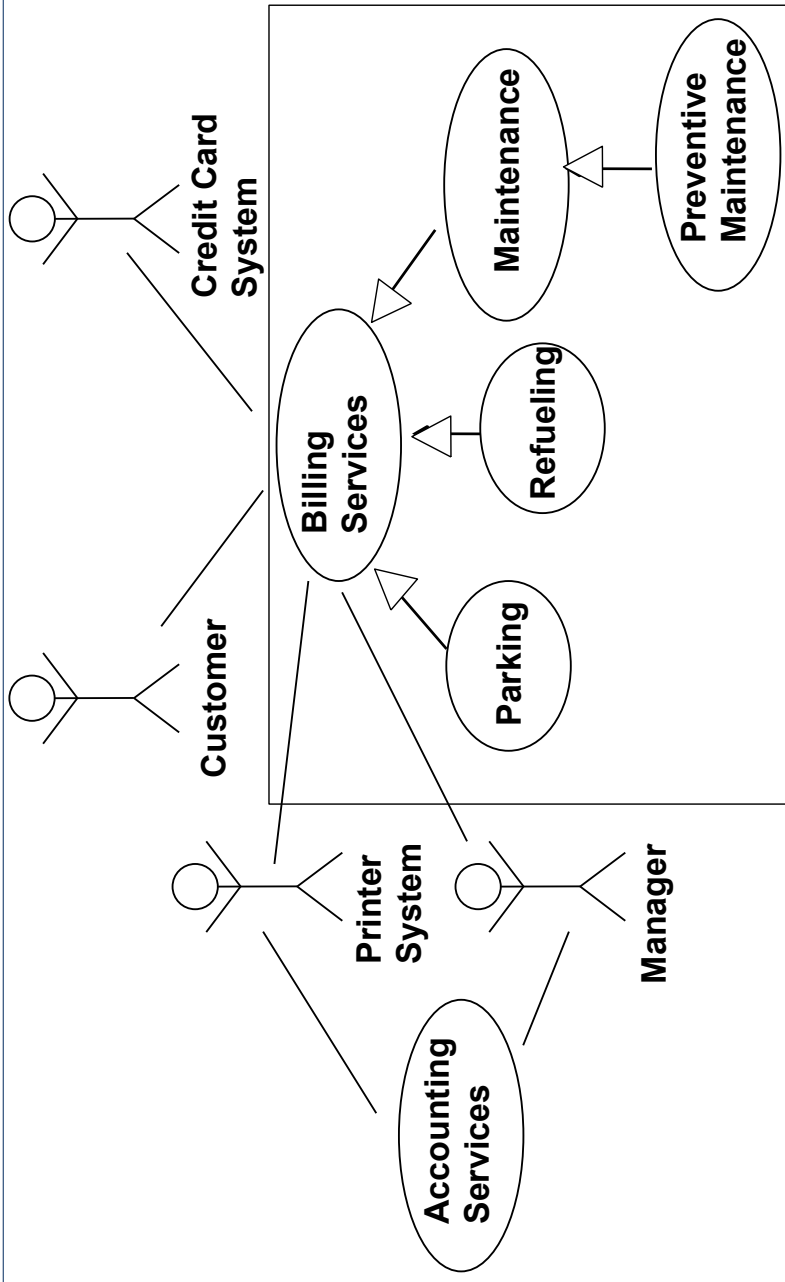 Credit Card
System
Customer
Printer
System
Manager
Accounting
Services
Billing
Services
Parking
Refueling
Maintenance
Preventive
Maintenance